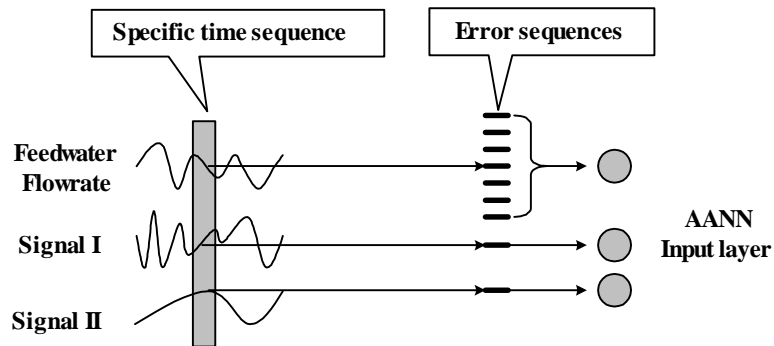 Specific time sequence
Error sequences
Feedwater
Flowrate
Signal I
Signal II
AANN
Input layer